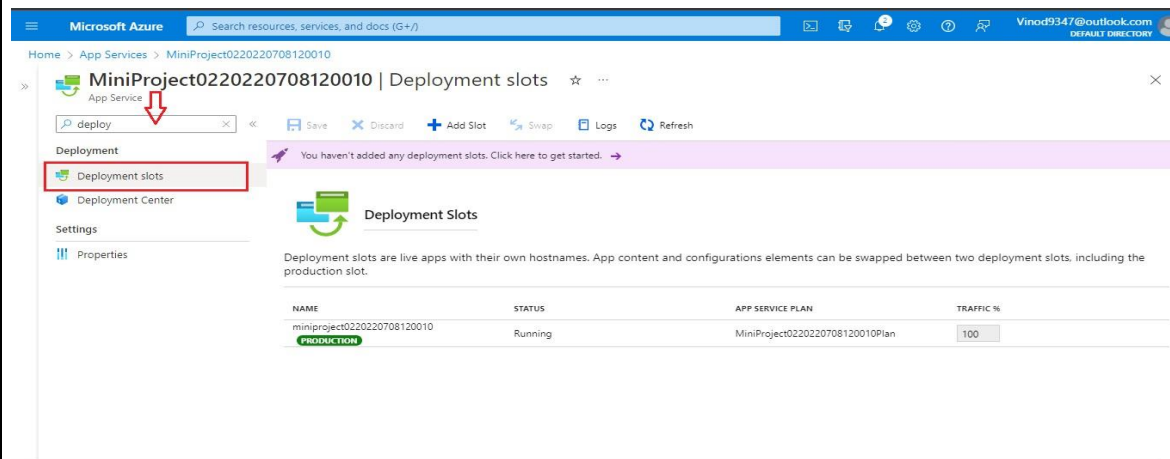 Microsoft Azure
Search resources, services, and docs (G+/)
2
Vinod9347@outlook.com
DEFAULT DIRECTORY
Home > App Services > MiniProject0220220708120010
MiniProject0220220708120010 | Deployment slots
App Service
deploy
Save Discard Add Slot Swap Logs Refresh
Deployment
You haven't added any deployment slots. Click here to get started.
Deployment slots
Deployment Center
Settings
Properties
Deployment Slots
Deployment slots are live apps with their own hostnames. App content and configurations elements can be swapped between two deployment slots, including the
production slot.
NAME STATUS APP SERVICE PLAN TRAFFIC %
miniproject0220220708120010 Running MiniProject0220220708120010Plan 100
PRODUCTION